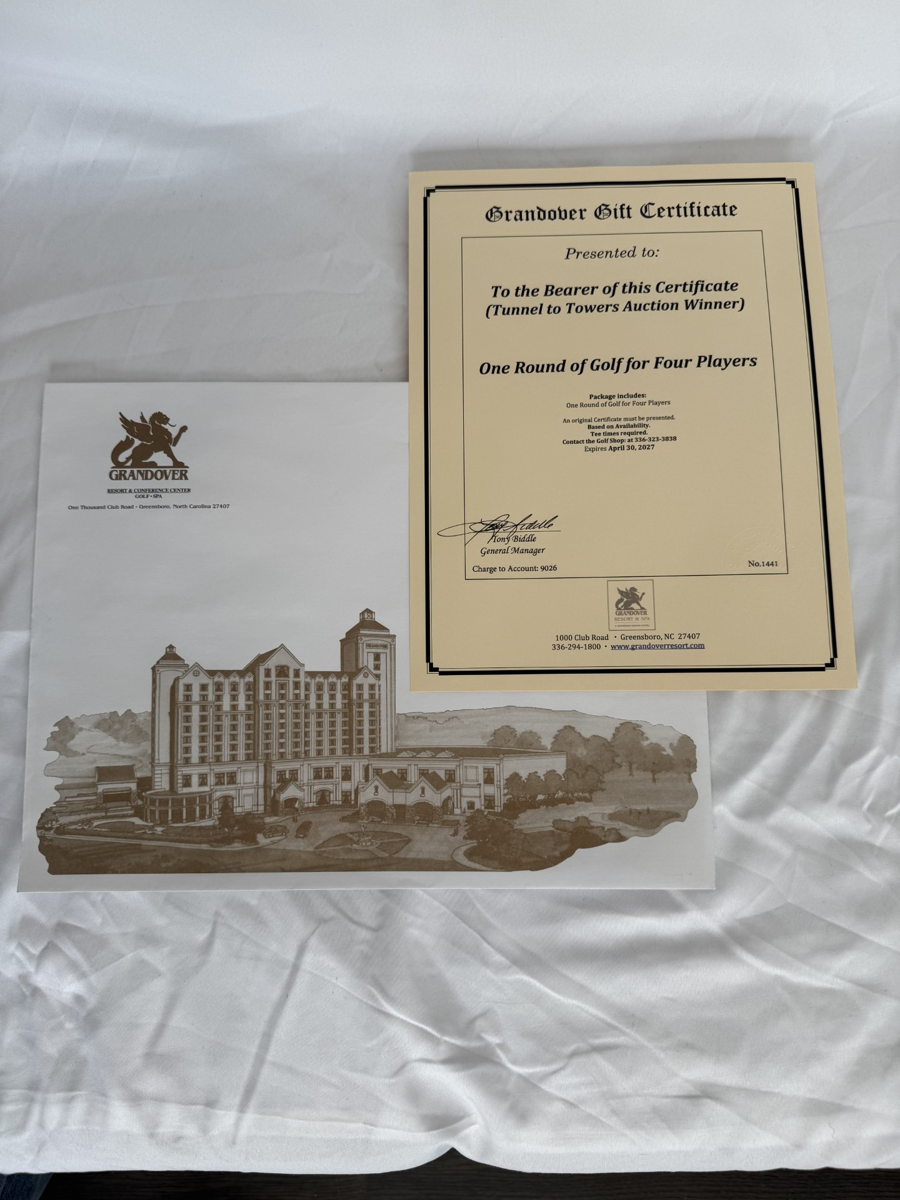 Grandover Gift Certificate
Presented to:
To the Bearer of this Certificate
(Tunnel to Towers Auction Winner)
One Round of Golf for Four Players
Package includes:
One Round of Golf for Four Players
An original Certificate must be presented.
Based on Availability.
Tee times required.
Contact the Golf Shop: at 336-323-3838
Expires April 30, 2027
Tony Biddle
General Manager
Charge to Account: 9026
No.1441
GRANDOVER
RESORT & SPA
1000 Club Road • Greensboro, NC 27407
336-294-1800 • www.grandoverresort.com
GRANDOVER
RESORT & CONFERENCE CENTER
GOLF • SPA
One Thousand Club Road • Greensboro, North Carolina 27407